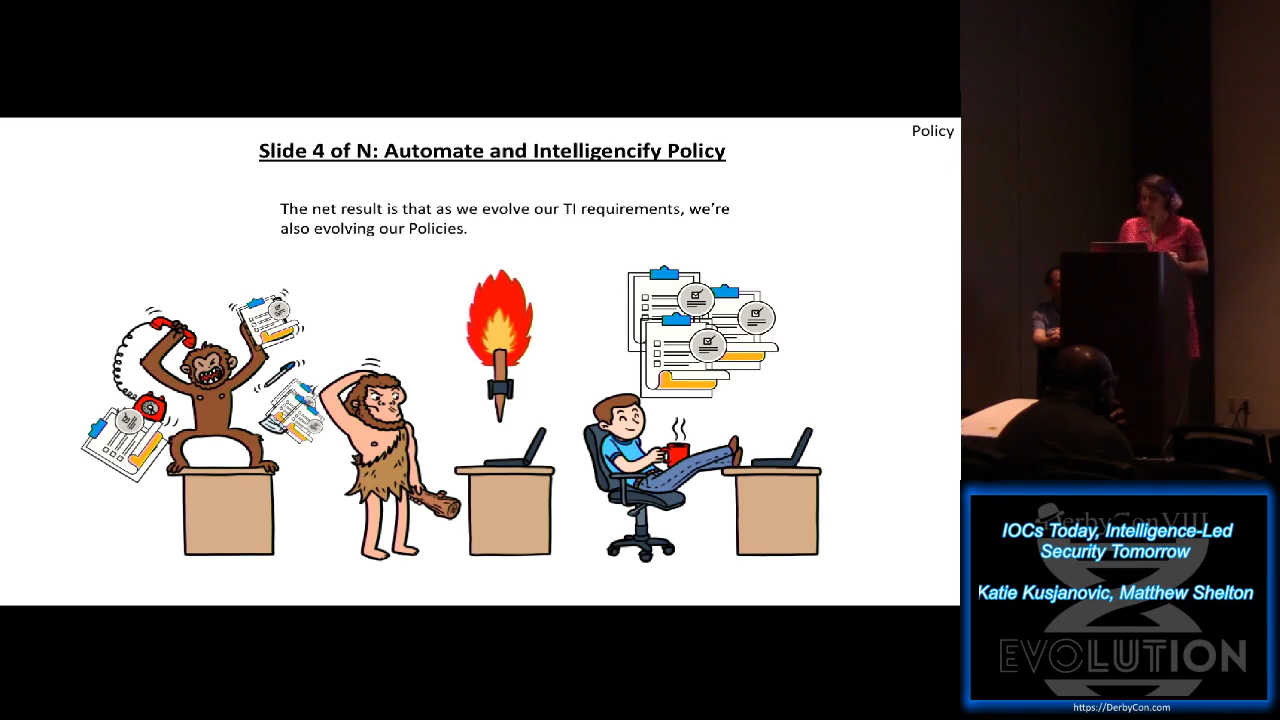 Policy
Slide 4 of N: Automate and Intelligencify Policy
The net result is that as we evolve our TI requirements, we're
also evolving our Policies.
DerbyCon VIII
IOCs Today, Intelligence-Led
Security Tomorrow
Katie Kusjanovic, Matthew Shelton
EVOLUTION
https://DerbyCon.com